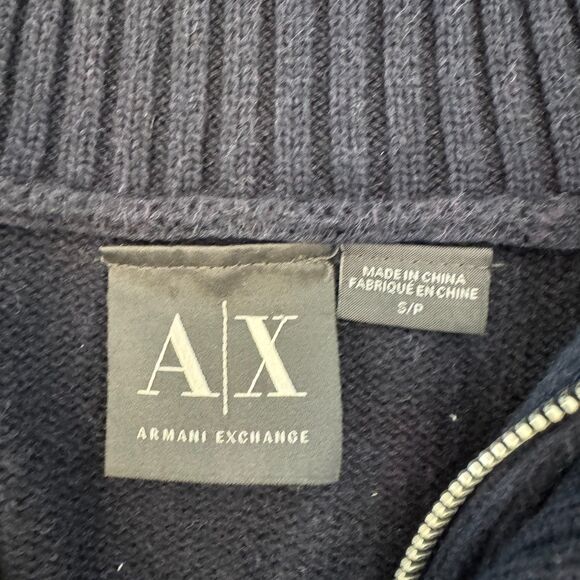 A|X
ARMANI EXCHANGE
MADE IN CHINA
FABRIQUÉ EN CHINE
S/P